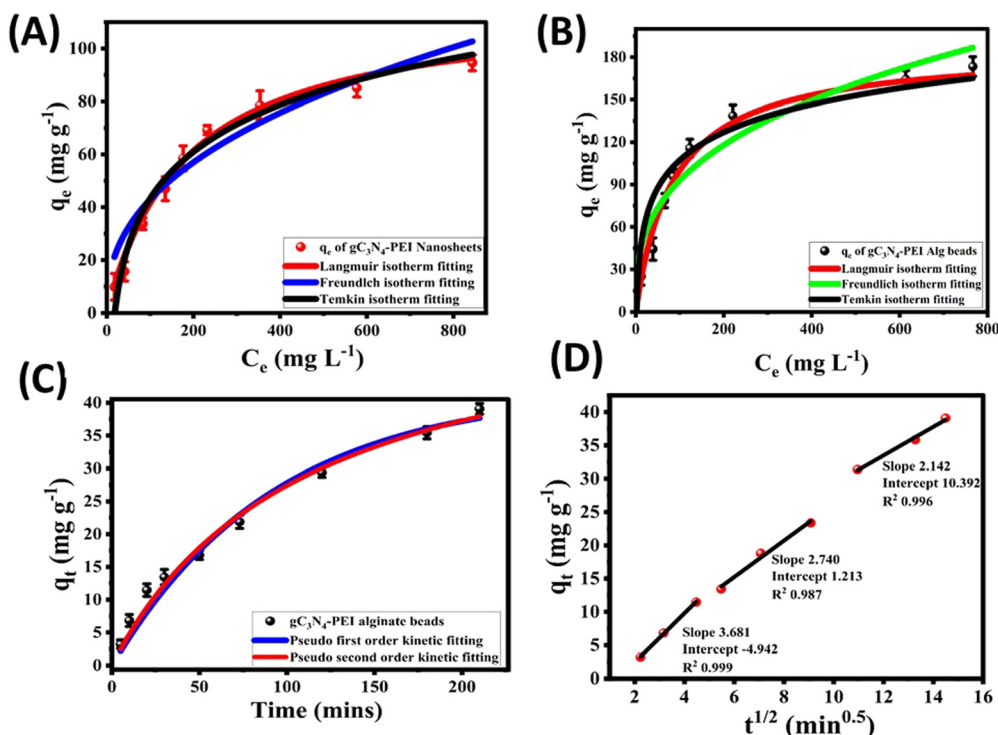 (A)
100
80
60
40
20
0
qe (mg g-1)
qe of gC3N4-PEI Nanosheets
Langmuir isotherm fitting
Freundlich isotherm fitting
Temkin isotherm fitting
0 200 400 600 800
Ce (mg L-1)
(B)
180
150
120
90
60
30
0
qe (mg g-1)
qe of gC3N4-PEI Alg beads
Langmuir isotherm fitting
Freundlich isotherm fitting
Temkin isotherm fitting
0 200 400 600 800
Ce (mg L-1)
(C)
40
35
30
25
20
15
10
5
0
qt (mg g-1)
gC3N4-PEI alginate beads
Pseudo first order kinetic fitting
Pseudo second order kinetic fitting
0 50 100 150 200
Time (mins)
(D)
40
35
30
25
20
15
10
5
0
qt (mg g-1)
Slope 2.142
Intercept 10.392
R2 0.996
Slope 2.740
Intercept 1.213
R2 0.987
Slope 3.681
Intercept -4.942
R2 0.999
2 4 6 8 10 12 14 16
t1/2 (min0.5)